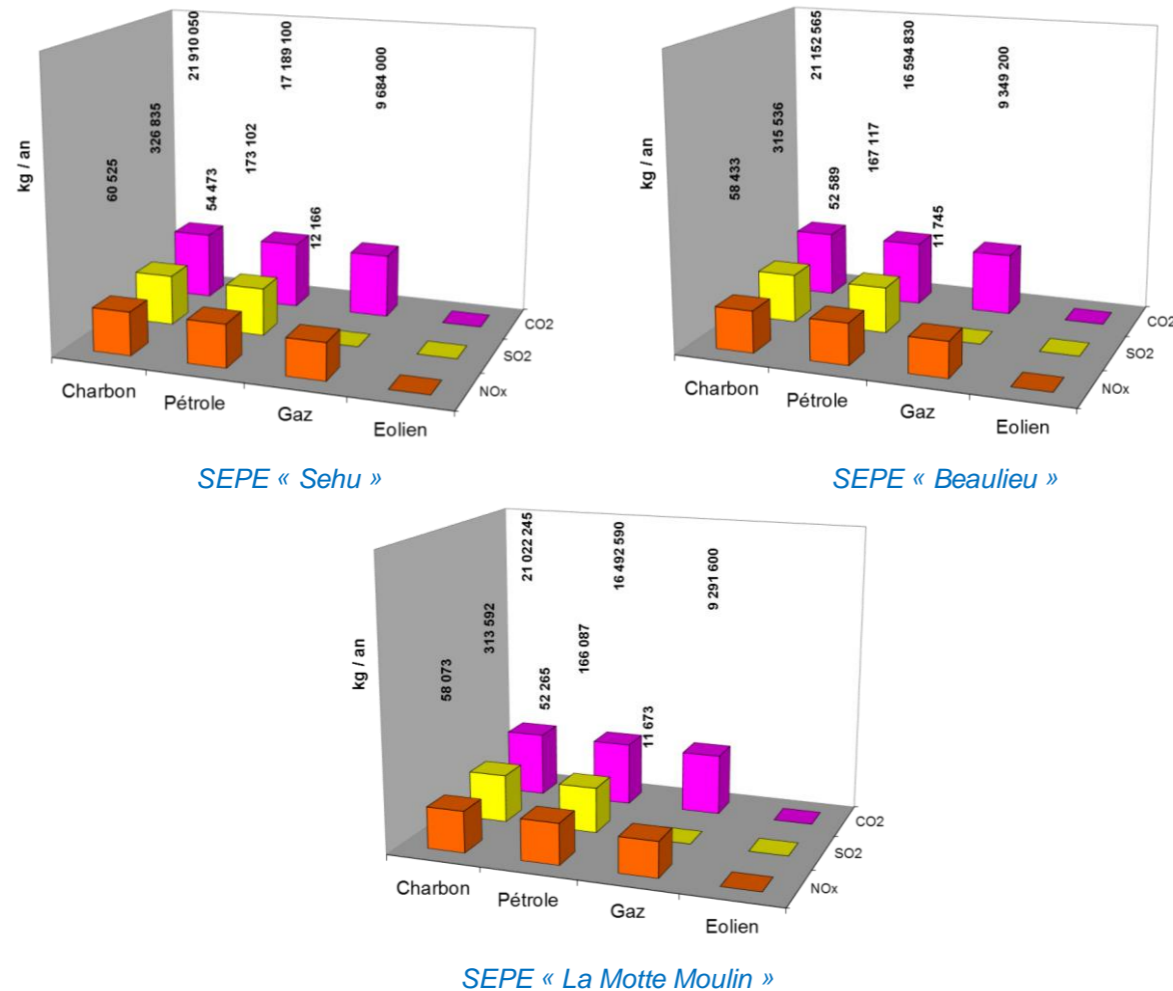 kg / an
60 525
326 835
21 910 050
54 473
173 102
17 189 100
12 166
9 684 000
Charbon
Pétrole
Gaz
Eolien
NOx
SO2
CO2
SEPE « Sehu »
kg / an
58 433
315 536
21 152 565
52 589
167 117
16 594 830
11 745
9 349 200
Charbon
Pétrole
Gaz
Eolien
NOx
SO2
CO2
SEPE « Beaulieu »
kg / an
58 073
313 592
21 022 245
52 265
166 087
16 492 590
11 673
9 291 600
Charbon
Pétrole
Gaz
Eolien
NOx
SO2
CO2
SEPE « La Motte Moulin »